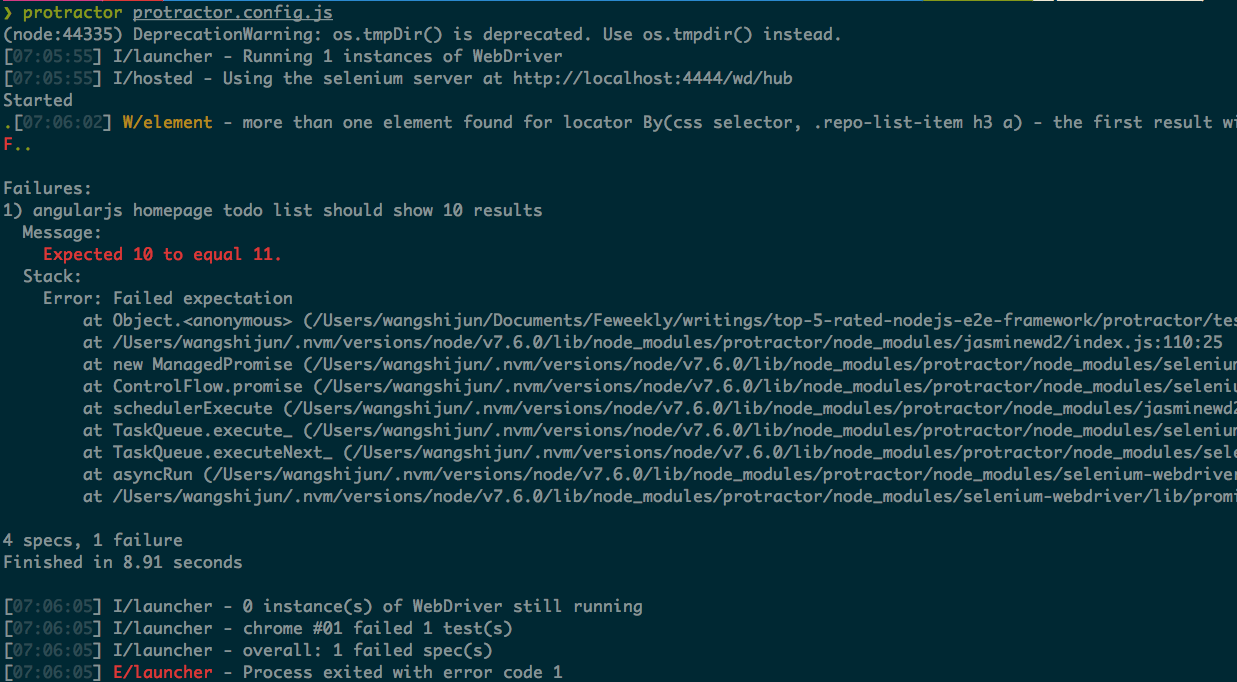 ❯ protractor protractor.config.js
(node:44335) DeprecationWarning: os.tmpDir() is deprecated. Use os.tmpdir() instead.
[07:05:55] I/launcher - Running 1 instances of WebDriver
[07:05:55] I/hosted - Using the selenium server at http://localhost:4444/wd/hub
Started
.[07:06:02] W/element - more than one element found for locator By(css selector, .repo-list-item h3 a) - the first result wi
F..
Failures:
1) angularjs homepage todo list should show 10 results
  Message:
    Expected 10 to equal 11.
  Stack:
    Error: Failed expectation
        at Object.<anonymous> (/Users/wangshijun/Documents/Feweekly/writings/top-5-rated-nodejs-e2e-framework/protractor/tes
        at /Users/wangshijun/.nvm/versions/node/v7.6.0/lib/node_modules/protractor/node_modules/jasminewd2/index.js:110:25
        at new ManagedPromise (/Users/wangshijun/.nvm/versions/node/v7.6.0/lib/node_modules/protractor/node_modules/seleniu
        at ControlFlow.promise (/Users/wangshijun/.nvm/versions/node/v7.6.0/lib/node_modules/protractor/node_modules/seleniu
        at schedulerExecute (/Users/wangshijun/.nvm/versions/node/v7.6.0/lib/node_modules/protractor/node_modules/jasminewd2
        at TaskQueue.execute_ (/Users/wangshijun/.nvm/versions/node/v7.6.0/lib/node_modules/protractor/node_modules/selenium
        at TaskQueue.executeNext_ (/Users/wangshijun/.nvm/versions/node/v7.6.0/lib/node_modules/protractor/node_modules/sele
        at asyncRun (/Users/wangshijun/.nvm/versions/node/v7.6.0/lib/node_modules/protractor/node_modules/selenium-webdriver
        at /Users/wangshijun/.nvm/versions/node/v7.6.0/lib/node_modules/protractor/node_modules/selenium-webdriver/lib/promi
4 specs, 1 failure
Finished in 8.91 seconds
[07:06:05] I/launcher - 0 instance(s) of WebDriver still running
[07:06:05] I/launcher - chrome #01 failed 1 test(s)
[07:06:05] I/launcher - overall: 1 failed spec(s)
[07:06:05] E/launcher - Process exited with error code 1